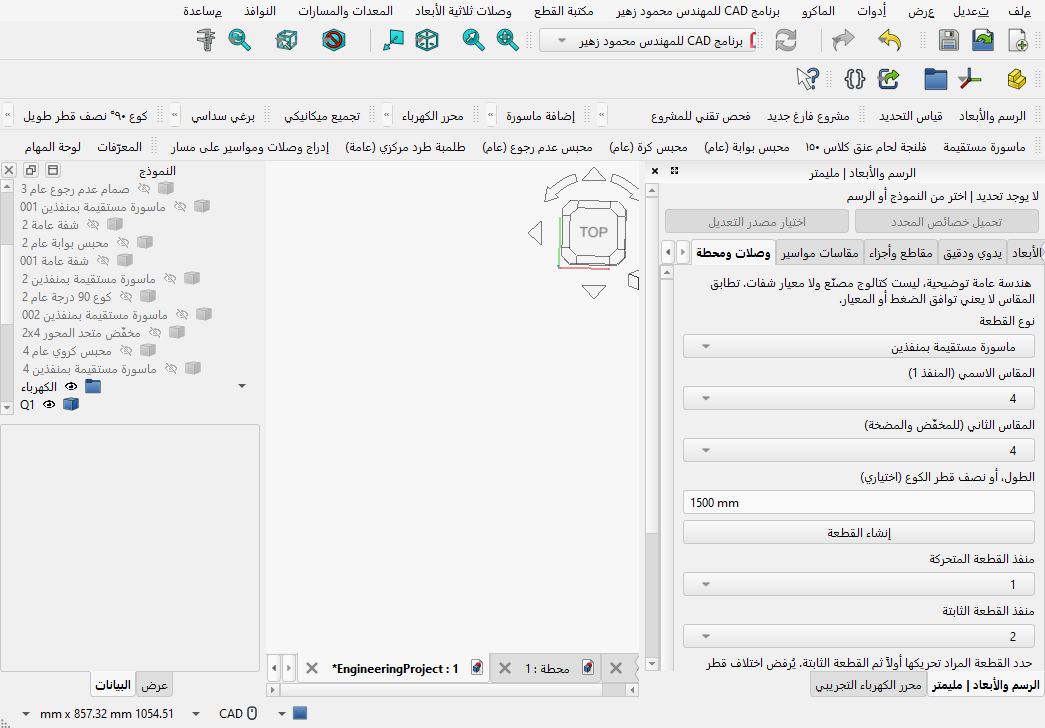 ملف تعديل عرض أدوات الماكرو برنامج CAD للمهندس محمود زهير مكتبة القطع وصلات ثلاثية الأبعاد المعدات والمسارات النوافذ مساعدة
برنامج CAD للمهندس محمود زهير
الرسم والأبعاد قياس التحديد مشروع فارغ جديد فحص تقني للمشروع » إضافة ماسورة » محرر الكهرباء » تجميع ميكانيكي برغي سداسي » كوع ٩٠° نصف قطر طويل »
ماسورة مستقيمة فلنجة لحام عنق كلاس ١٥٠ محبس بوابة (عام) محبس كرة (عام) محبس عدم رجوع (عام) طلمبة طرد مركزي (عامة) إدراج وصلات ومواسير على مسار المعرّفات لوحة المهام
الرسم والأبعاد | مليمتر
لا يوجد تحديد | اختر من النموذج أو الرسم
تحميل خصائص المحدد اختيار مصدر التعديل
الأبعاد يدوي ودقيق مقاطع وأجزاء مقاسات مواسير وصلات ومحطة
هندسة عامة توضيحية، ليست كتالوج مصنّع ولا معيار شفات. تطابق
المقاس لا يعني توافق الضغط أو المعيار.
نوع القطعة
ماسورة مستقيمة بمنفذين
المقاس الاسمي (المنفذ 1)
4
المقاس الثاني (للمخفّض والمضخة)
4
الطول، أو نصف قطر الكوع (اختياري)
1500 mm
إنشاء القطعة
منفذ القطعة المتحركة
1
منفذ القطعة الثابتة
2
حدد القطعة المراد تحريكها أولاً ثم القطعة الثابتة. يُرفض اختلاف قطر
الرسم والأبعاد | مليمتر محرر الكهرباء التجريبي
TOP
محطة : 1
EngineeringProject : 1*
النموذج
صمام عدم رجوع عام 3
ماسورة مستقيمة بمنفذين 001
شفة عامة 2
محبس بوابة عام 2
شفة عامة 001
ماسورة مستقيمة بمنفذين 2
كوع 90 درجة عام 2
ماسورة مستقيمة بمنفذين 002
مخفّض متحد المحور 2x4
محبس كروي عام 4
ماسورة مستقيمة بمنفذين 4
الكهرباء
Q1
عرض البيانات
CAD
mm x 857.32 mm 1054.51